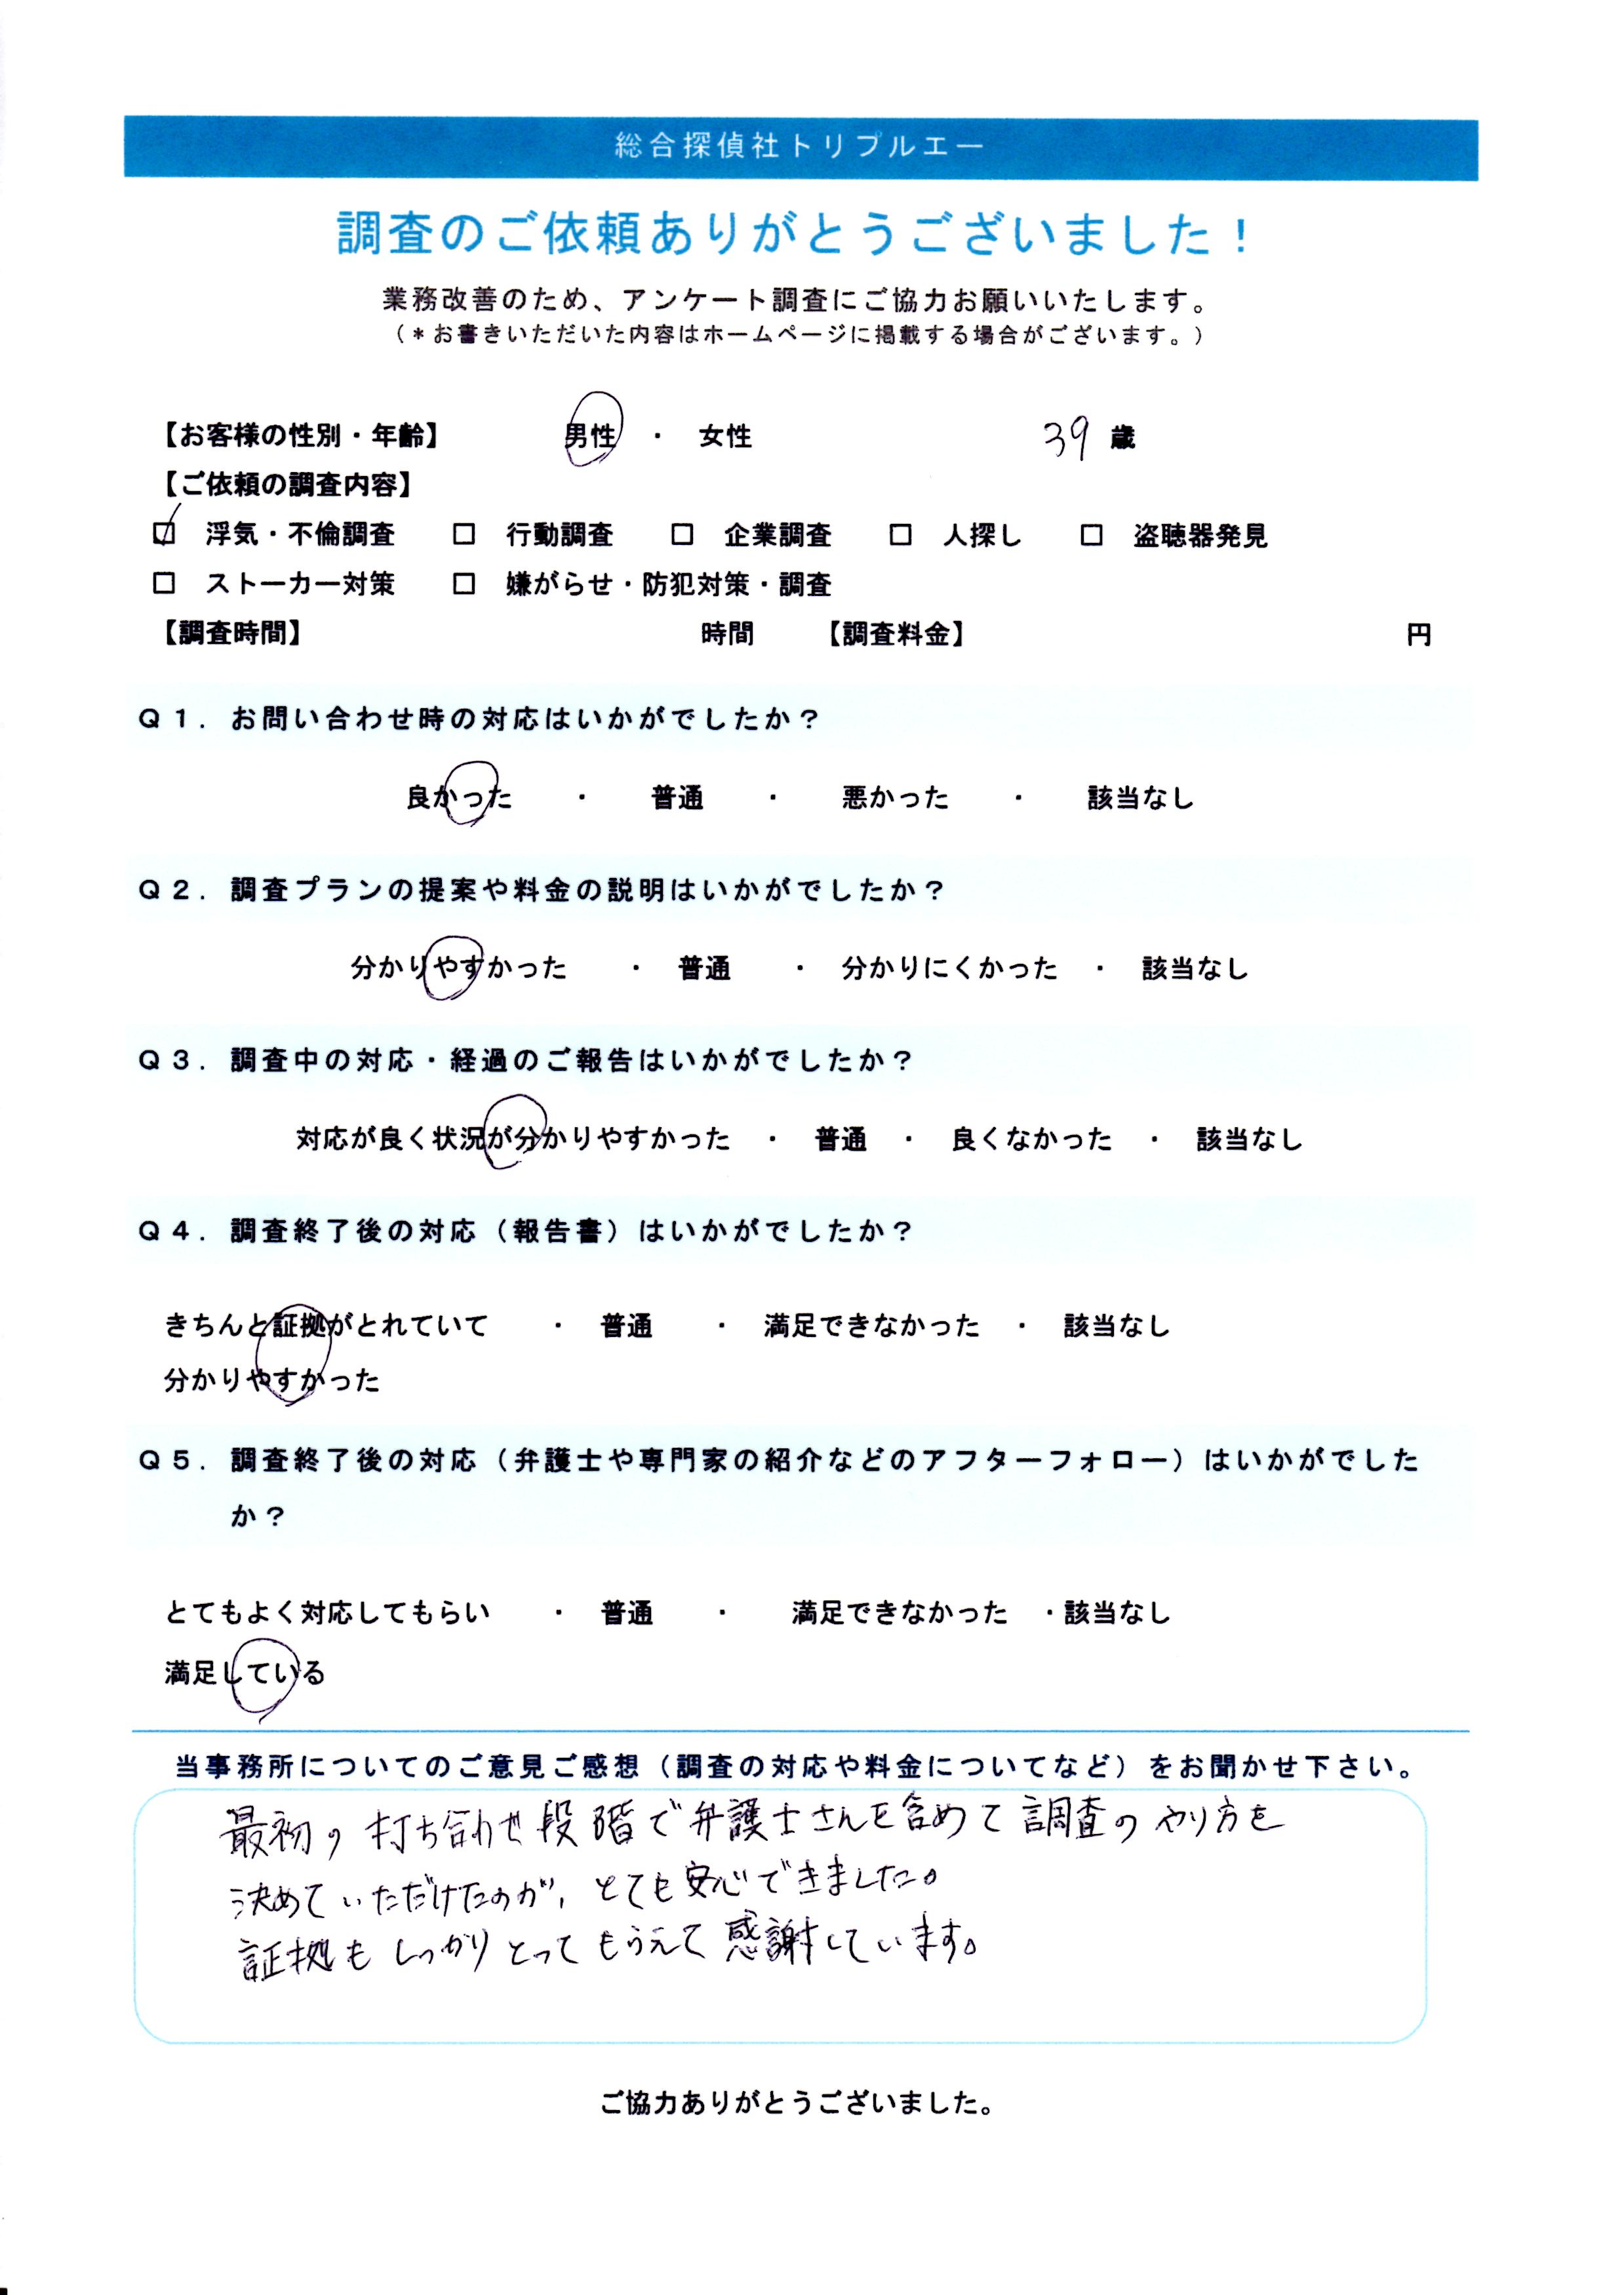 総合探偵社トリプルエー
調査のご依頼ありがとうございました！
業務改善のため、アンケート調査にご協力お願いいたします。
（＊お書きいただいた内容はホームページに掲載する場合がございます。）
【お客様の性別・年齢】 男性 ・ 女性 39 歳
【ご依頼の調査内容】
☑ 浮気・不倫調査 □ 行動調査 □ 企業調査 □ 人探し □ 盗聴器発見
□ ストーカー対策 □ 嫌がらせ・防犯対策・調査
【調査時間】 時間 【調査料金】 円
Ｑ１．お問い合わせ時の対応はいかがでしたか？
良かった ・ 普通 ・ 悪かった ・ 該当なし
Ｑ２．調査プランの提案や料金の説明はいかがでしたか？
分かりやすかった ・ 普通 ・ 分かりにくかった ・ 該当なし
Ｑ３．調査中の対応・経過のご報告はいかがでしたか？
対応が良く状況が分かりやすかった ・ 普通 ・ 良くなかった ・ 該当なし
Ｑ４．調査終了後の対応（報告書）はいかがでしたか？
きちんと証拠がとれていて ・ 普通 ・ 満足できなかった ・ 該当なし
分かりやすかった
Ｑ５．調査終了後の対応（弁護士や専門家の紹介などのアフターフォロー）はいかがでした
か？
とてもよく対応してもらい ・ 普通 ・ 満足できなかった ・該当なし
満足している
当事務所についてのご意見ご感想（調査の対応や料金についてなど）をお聞かせ下さい。
最初の打ち合わせ段階で弁護士さんを含めて調査のやり方を
決めていただけたのが、とても安心できました。
証拠もしっかりとってもらえて感謝しています。
ご協力ありがとうございました。